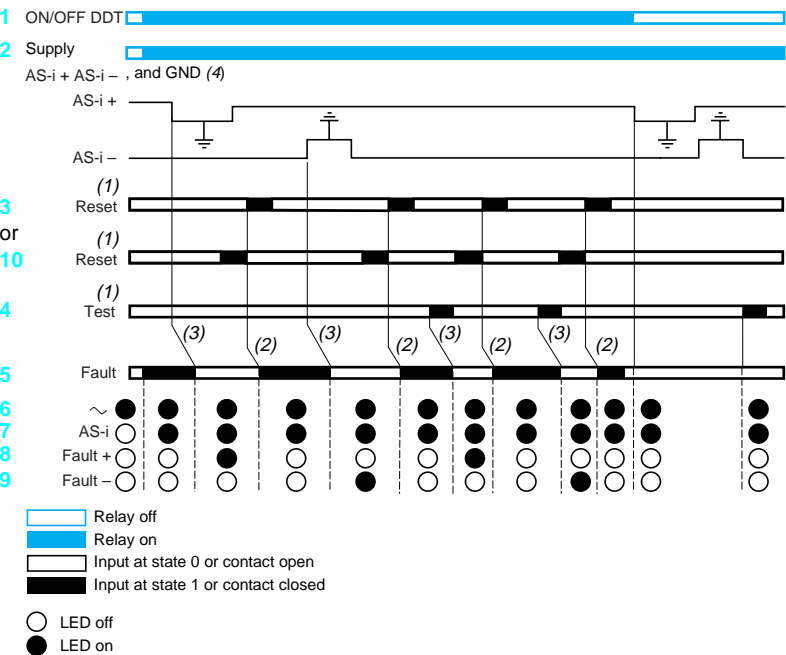 1 ON/OFF DDT
2 Supply
AS-i + AS-i – , and GND (4)
AS-i +
AS-i –
(1)
3 Reset
or
(1)
10 Reset
(1)
4 Test
(3) (2) (3) (2) (3) (2) (3) (2)
5 Fault
6 ~
7 AS-i
8 Fault +
9 Fault –
Relay off
Relay on
Input at state 0 or contact open
Input at state 1 or contact closed
LED off
LED on